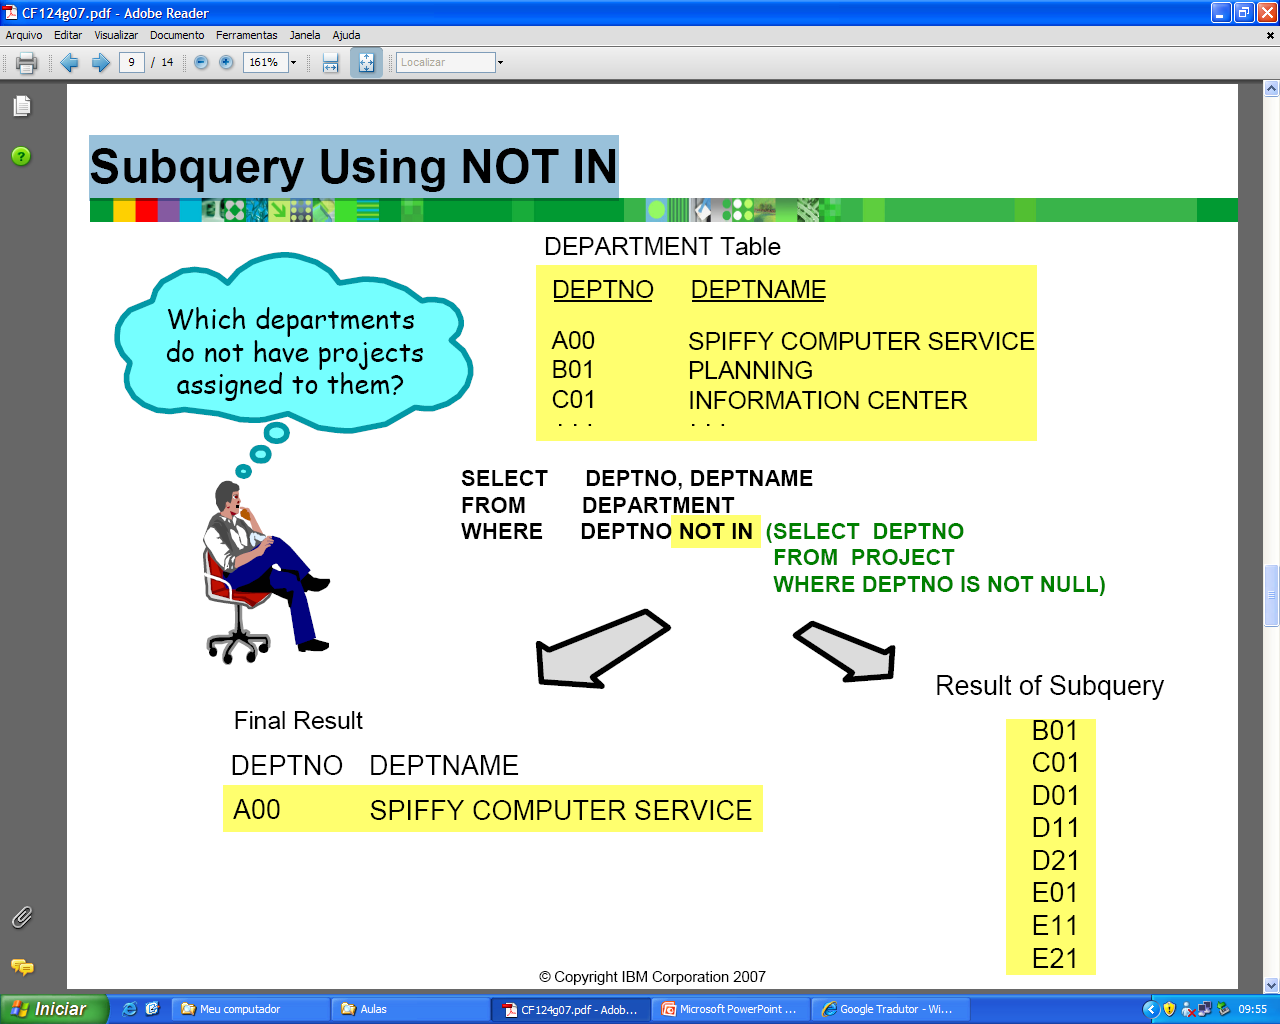 CF124g07.pdf - Adobe Reader
Arquivo Editar Visualizar Documento Ferramentas Janela Ajuda
9 / 14 161% Localizar
Subquery Using NOT IN
DEPARTMENT Table
DEPTNO DEPTNAME
A00 SPIFFY COMPUTER SERVICE
B01 PLANNING
C01 INFORMATION CENTER
. . . . . .
Which departments
do not have projects
assigned to them?
SELECT DEPTNO, DEPTNAME
FROM DEPARTMENT
WHERE DEPTNO NOT IN (SELECT DEPTNO
FROM PROJECT
WHERE DEPTNO IS NOT NULL)
Final Result
DEPTNO DEPTNAME
A00 SPIFFY COMPUTER SERVICE
Result of Subquery
B01
C01
D01
D11
D21
E01
E11
E21
© Copyright IBM Corporation 2007
Iniciar Meu computador Aulas CF124g07.pdf - Adob... Microsoft PowerPoint ... Google Tradutor - Wi... 09:55